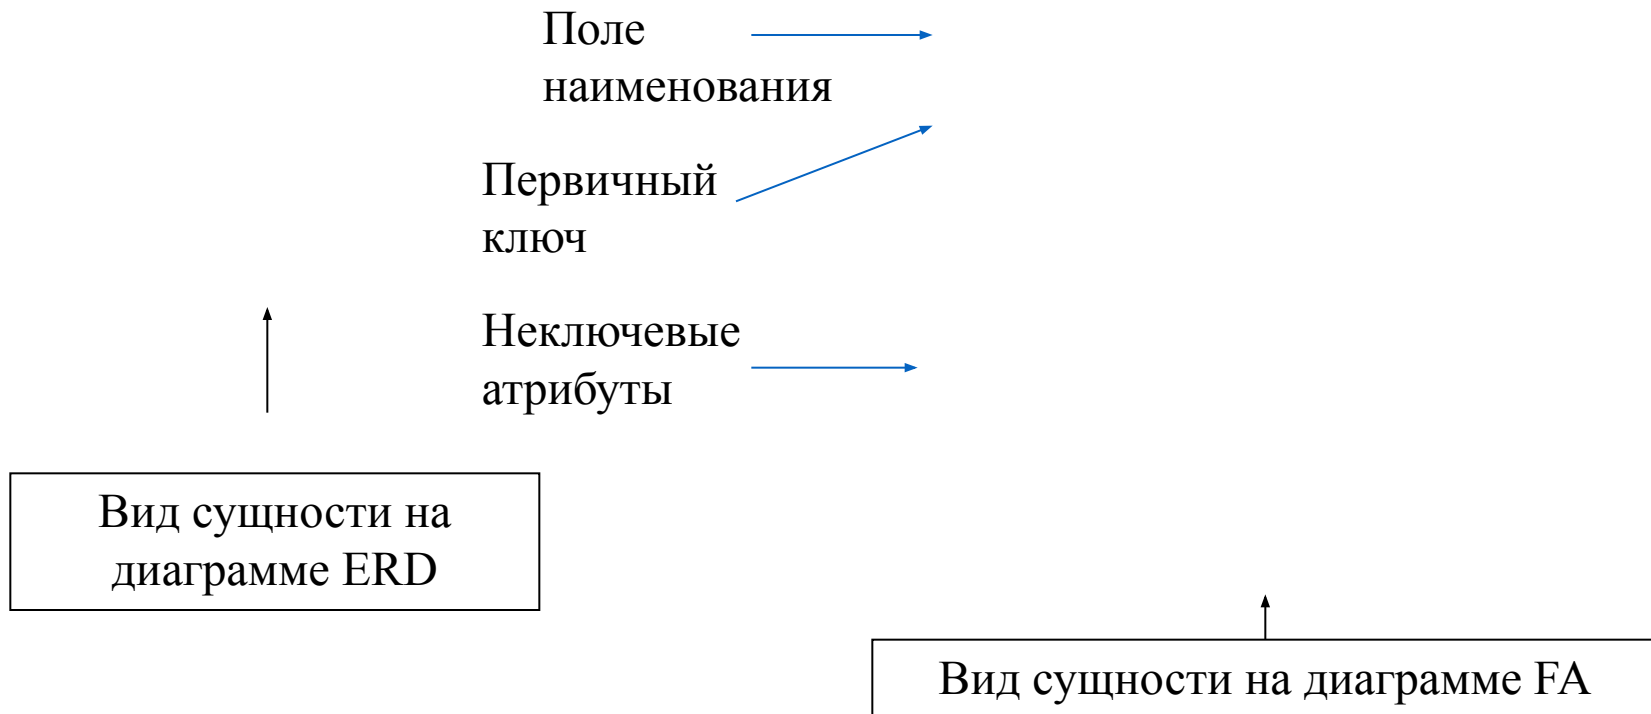 Поле
наименования
Первичный
ключ
Неключевые
атрибуты
Вид сущности на
диаграмме ERD
Вид сущности на диаграмме FA